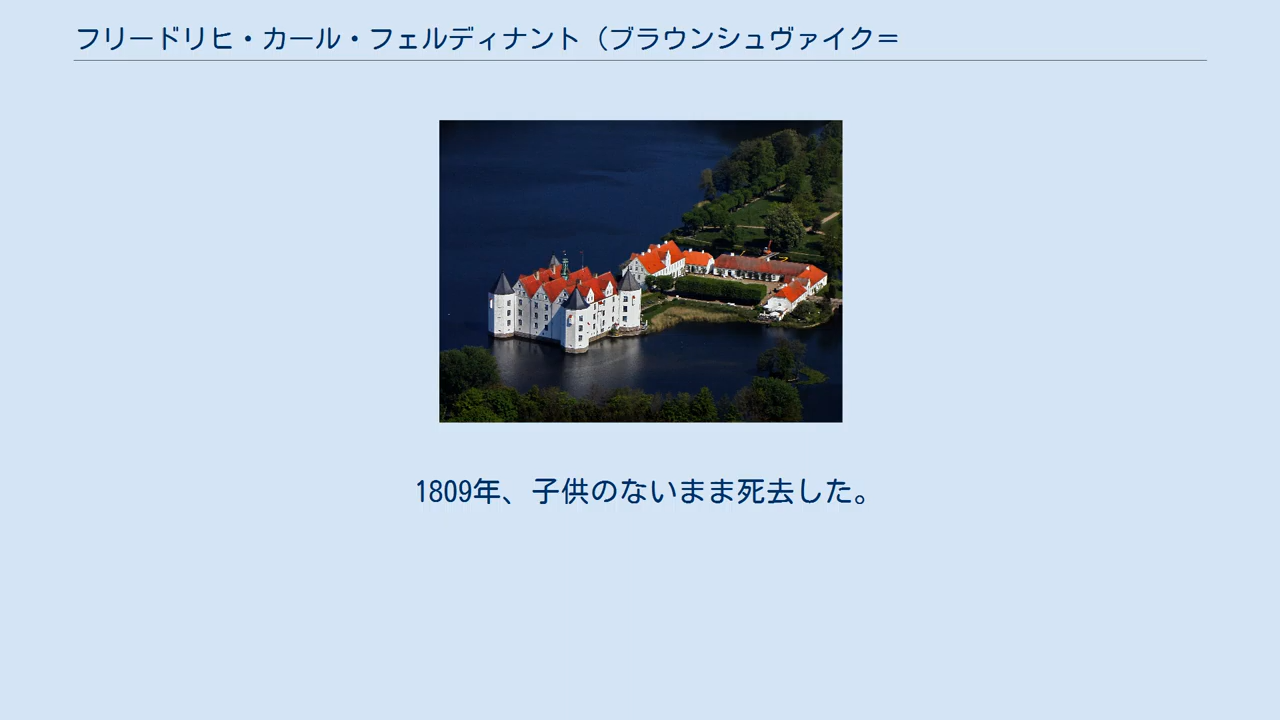 フリードリヒ・カール・フェルディナント（ブラウンシュヴァイク＝
1809年、子供のないまま死去した。